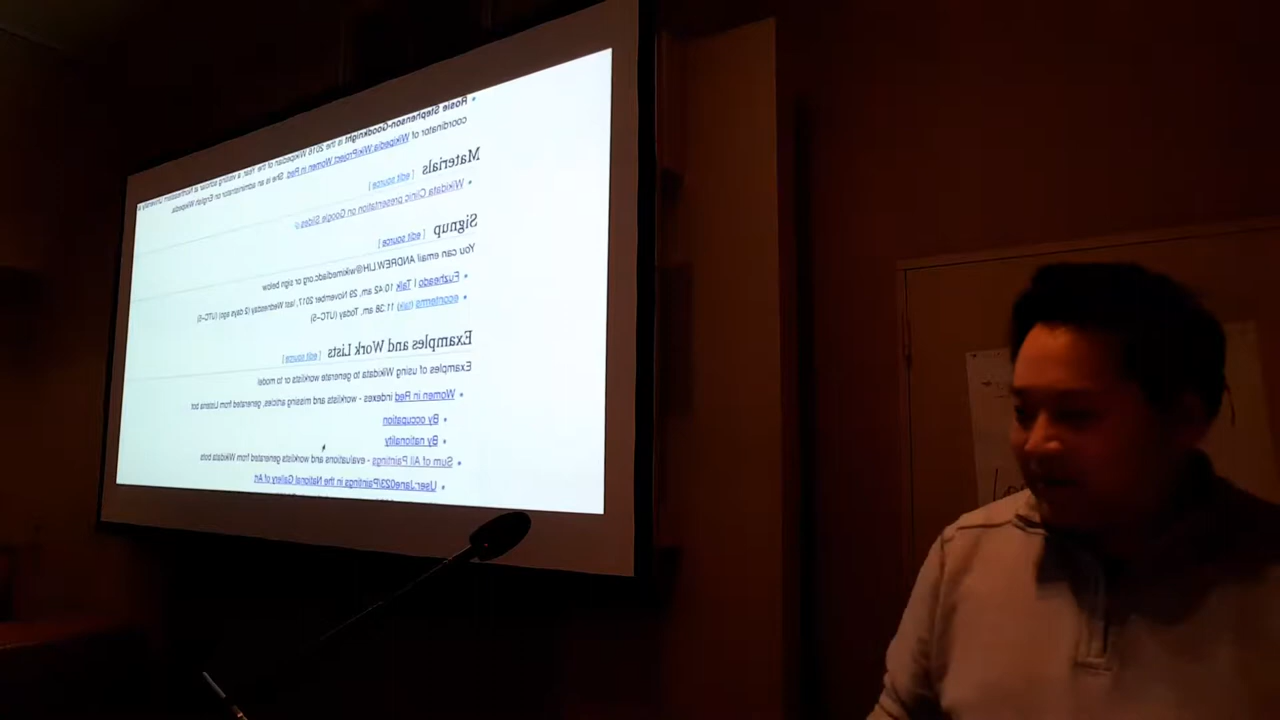 Rosie Stephenson-Goodknight is the 2016 Wikipedian of the Year, a visiting scholar at Northeastern University
coordinator of Wikipedia:WikiProject Women in Red. She is an administrator on English Wikipedia.
Materials [ edit source ]
Wikidata Clinic presentation on Google Slides
Signup [ edit source ]
You can email ANDREW.LIH@wikimediadc.org or sign below
Fuzheado | Talk 10:42 am, 29 November 2017, last Wednesday (2 days ago) (UTC−5)
econterms (talk) 11:38 am, Today (UTC−5)
Examples and Work Lists [ edit source ]
Examples of using of Wikidata to generate worklists or to model
Women in Red indexes - worklists and missing articles, generated from Listeria bot
By occupation
By nationality
Sum of All Paintings - evaluations and worklists generated from Wikidata bots
User:Jane023/Paintings in the National Gallery of Art